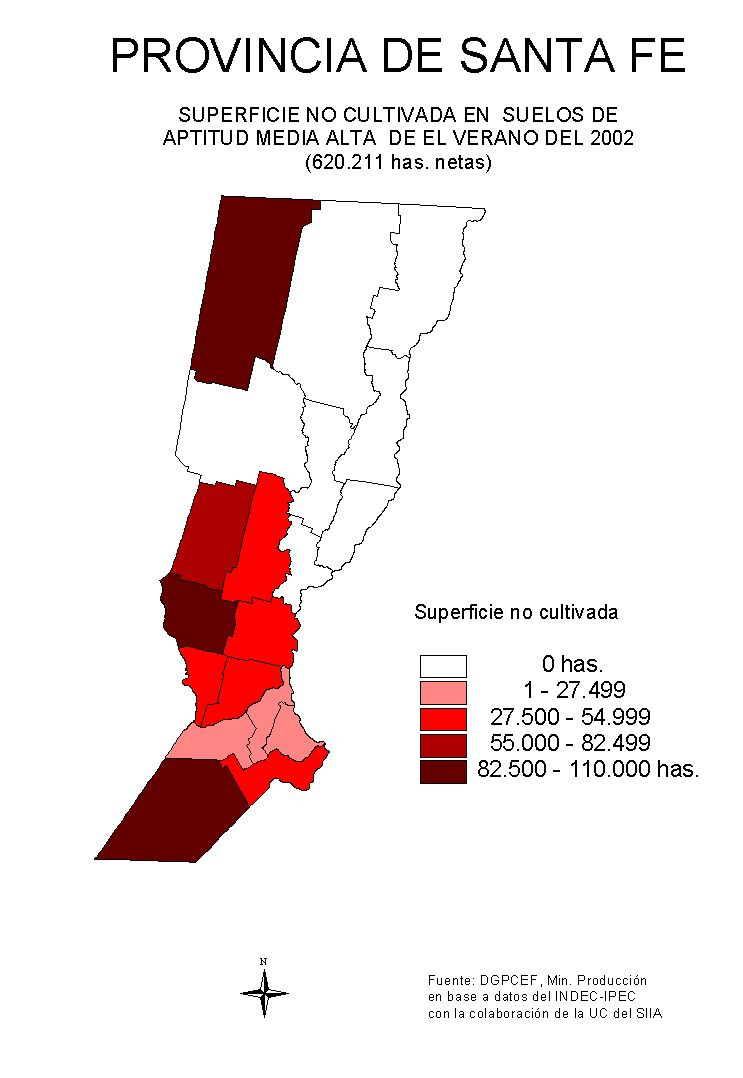 PROVINCIA DE SANTA FE
SUPERFICIE NO CULTIVADA EN SUELOS DE
APTITUD MEDIA ALTA DE EL VERANO DEL 2002
(620.211 has. netas)
Superficie no cultivada
0 has.
1 - 27.499
27.500 - 54.999
55.000 - 82.499
82.500 - 110.000 has.
N
Fuente: DGPCEF, Min. Producción
en base a datos del INDEC-IPEC
con la colaboración de la UC del SIIA